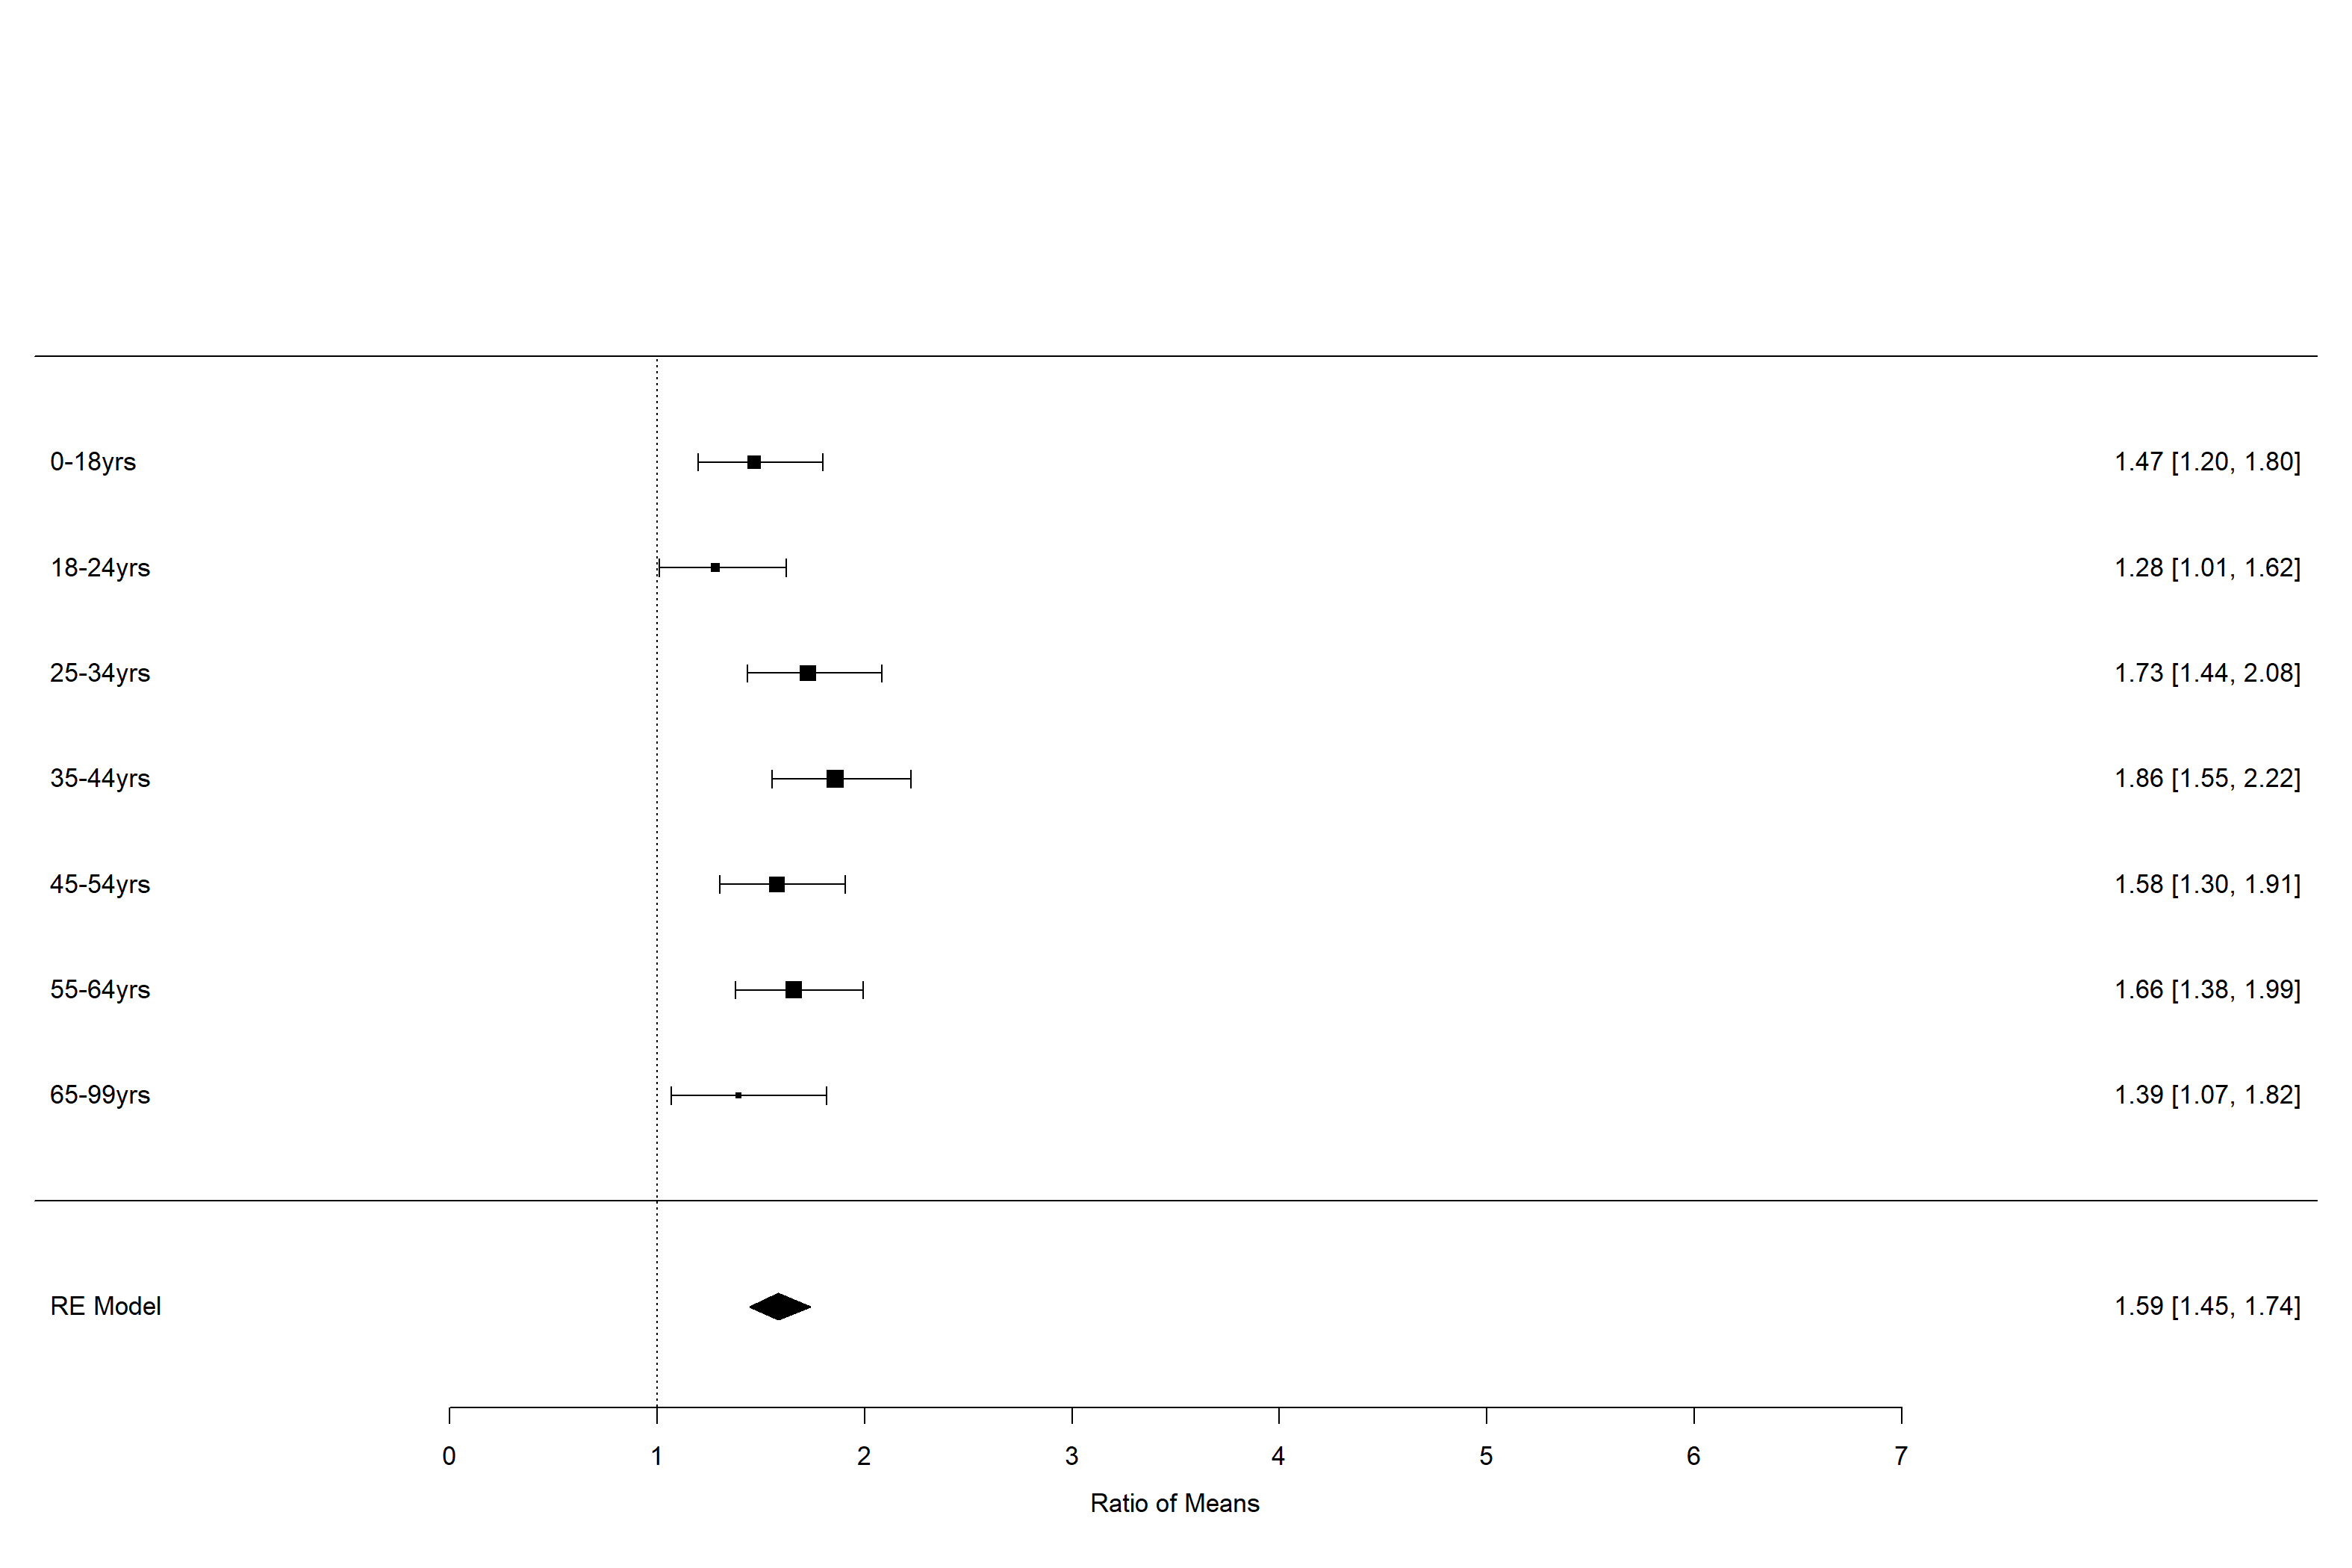 0-18yrs 1.47 [1.20, 1.80]
18-24yrs 1.28 [1.01, 1.62]
25-34yrs 1.73 [1.44, 2.08]
35-44yrs 1.86 [1.55, 2.22]
45-54yrs 1.58 [1.30, 1.91]
55-64yrs 1.66 [1.38, 1.99]
65-99yrs 1.39 [1.07, 1.82]
RE Model 1.59 [1.45, 1.74]
0 1 2 3 4 5 6 7
Ratio of Means